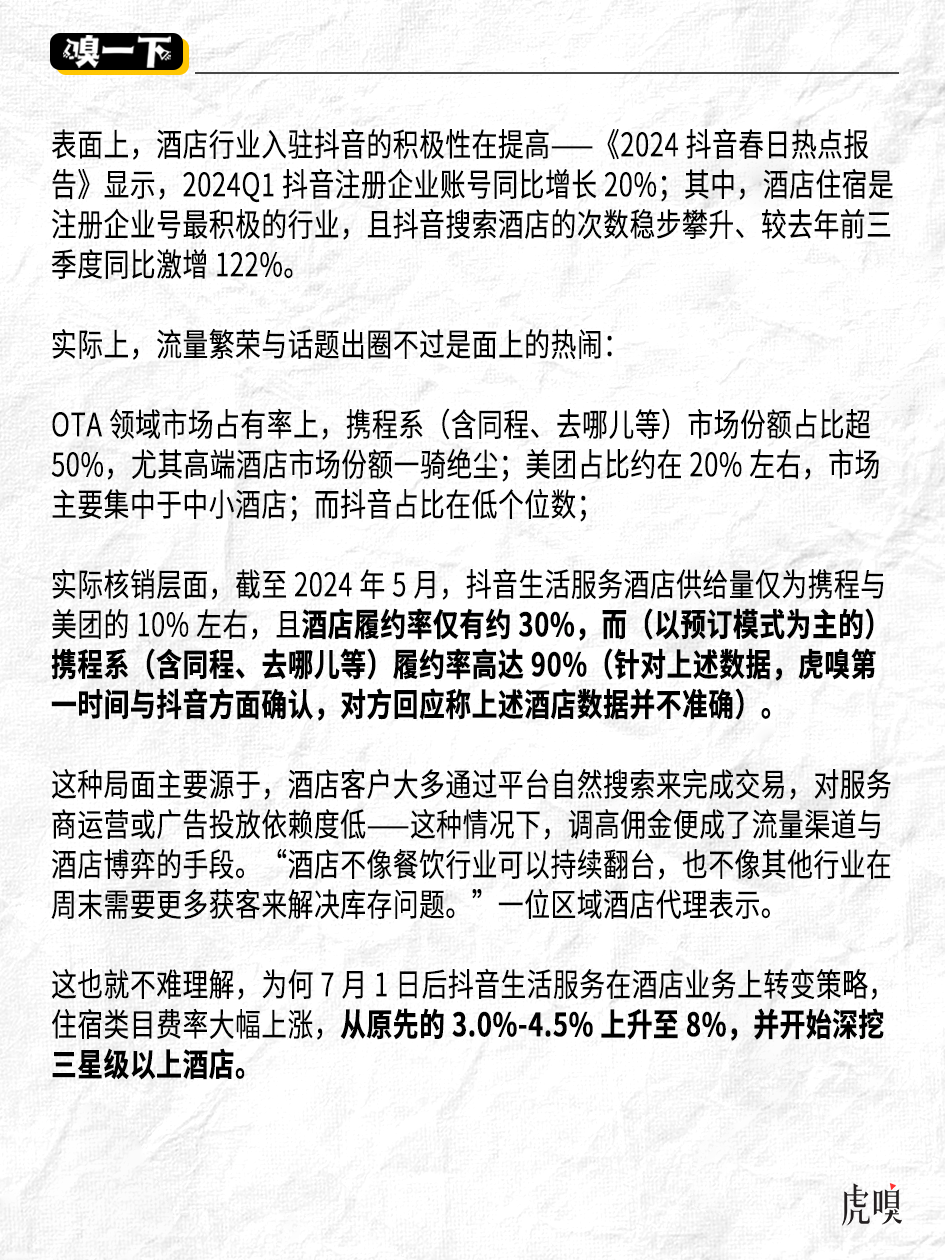 嗅一下
表面上，酒店行业入驻抖音的积极性在提高——《2024 抖音春日热点报
告》显示，2024Q1 抖音注册企业账号同比增长 20%；其中，酒店住宿是
注册企业号最积极的行业，且抖音搜索酒店的次数稳步攀升、较去年前三
季度同比激增 122%。
实际上，流量繁荣与话题出圈不过是面上的热闹：
OTA 领域市场占有率上，携程系（含同程、去哪儿等）市场份额占比超
50%，尤其高端酒店市场份额一骑绝尘；美团占比约在 20% 左右，市场
主要集中于中小酒店；而抖音占比在低个位数；
实际核销层面，截至 2024 年 5 月，抖音生活服务酒店供给量仅为携程与
美团的 10% 左右，且酒店履约率仅有约 30%，而（以预订模式为主的）
携程系（含同程、去哪儿等）履约率高达 90%（针对上述数据，虎嗅第
一时间与抖音方面确认，对方回应称上述酒店数据并不准确）。
这种局面主要源于，酒店客户大多通过平台自然搜索来完成交易，对服务
商运营或广告投放依赖度低——这种情况下，调高佣金便成了流量渠道与
酒店博弈的手段。“酒店不像餐饮行业可以持续翻台，也不像其他行业在
周末需要更多获客来解决库存问题。”一位区域酒店代理表示。
这也就不难理解，为何 7 月 1 日后抖音生活服务在酒店业务上转变策略，
住宿类目费率大幅上涨，从原先的 3.0%-4.5% 上升至 8%，并开始深挖
三星级以上酒店。
虎嗅